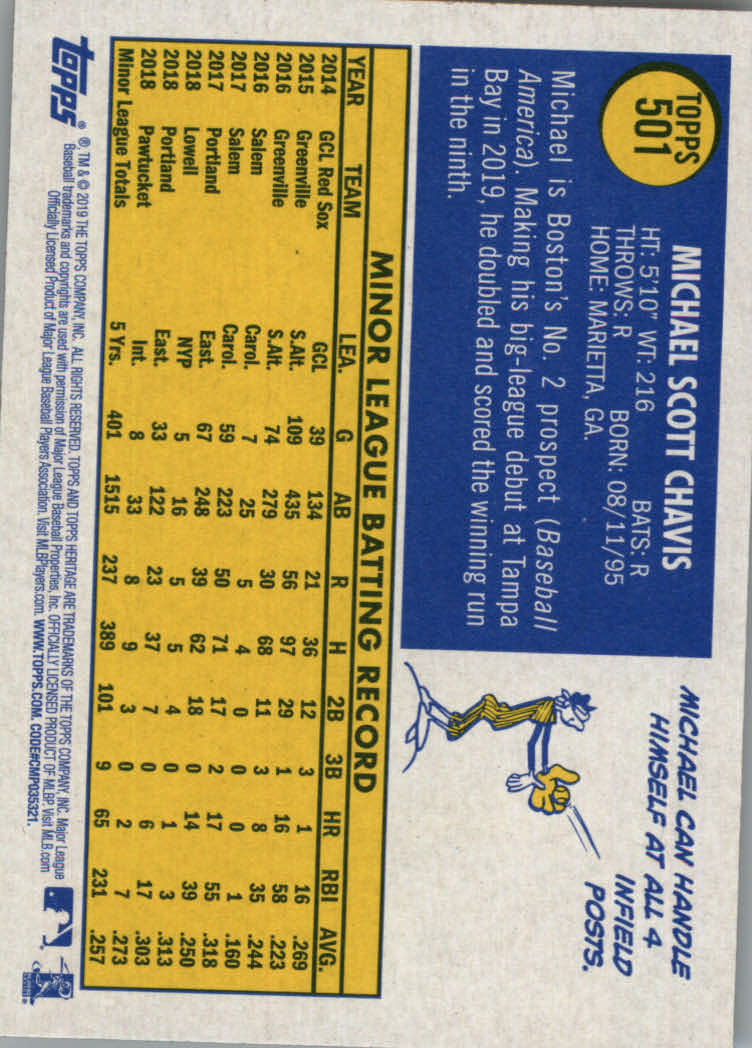 TOPPS
501
MICHAEL SCOTT CHAVIS
HT: 5'10" WT: 216 BATS: R
THROWS: R BORN: 08/11/95
HOME: MARIETTA, GA.
Michael is Boston's No. 2 prospect (Baseball
America). Making his big-league debut at Tampa
Bay in 2019, he doubled and scored the winning run
in the ninth.
MICHAEL CAN HANDLE
HIMSELF AT ALL 4
INFIELD
POSTS.
MINOR LEAGUE BATTING RECORD
YEAR TEAM LEA. G AB R H 2B 3B HR RBI AVG.
2014 GCL Red Sox GCL 39 134 21 36 12 3 1 16 .269
2015 Greenville S.Alt. 109 435 56 97 29 1 16 58 .223
2016 Greenville S.Alt. 74 279 30 68 11 3 8 35 .244
2016 Salem Carol. 7 25 5 4 0 0 0 1 .160
2017 Salem Carol. 59 223 50 71 17 2 17 55 .318
2017 Portland East. 67 248 39 62 18 0 14 39 .250
2018 Lowell NYP 5 16 5 5 4 0 1 3 .313
2018 Portland East. 33 122 23 37 7 0 6 17 .303
2018 Pawtucket Int. 8 33 8 9 3 0 2 7 .273
Minor League Totals 5 Yrs. 401 1515 237 389 101 9 65 231 .257
topps®
®, TM & © 2019 THE TOPPS COMPANY, INC. ALL RIGHTS RESERVED. TOPPS AND TOPPS HERITAGE ARE TRADEMARKS OF THE TOPPS COMPANY, INC. Major League
Baseball trademarks and copyrights are used with permission of Major League Baseball Properties, Inc. OFFICIALLY LICENSED PRODUCT OF MLBP. Visit MLB.com
Officially Licensed Product of Major League Baseball Players Association. Visit MLBPlayers.com. WWW.TOPPS.COM. CODE#CMP035321.